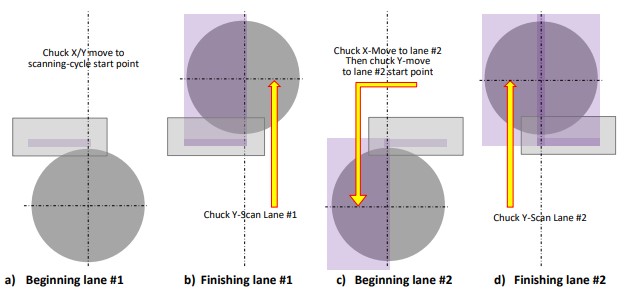 Chuck X/Y move to
scanning-cycle start point
Chuck X-Move to lane #2
Then chuck Y-move
to lane #2 start point
Chuck Y-Scan Lane #1
Chuck Y-Scan Lane #2
a) Beginning lane #1
b) Finishing lane #1
c) Beginning lane #2
d) Finishing lane #2